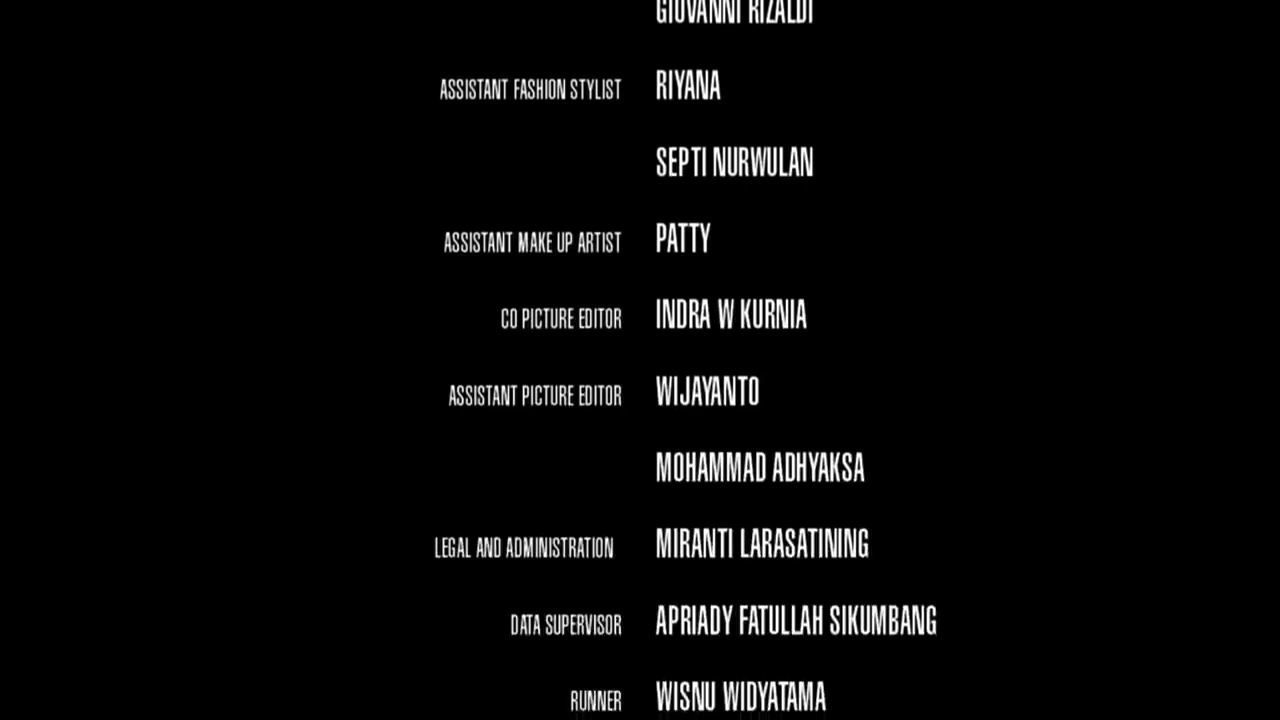 GIOVANNI RIZALDI
ASSISTANT FASHION STYLIST RIYANA
SEPTI NURWULAN
ASSISTANT MAKE UP ARTIST PATTY
CO PICTURE EDITOR INDRA W KURNIA
ASSISTANT PICTURE EDITOR WIJAYANTO
MOHAMMAD ADHYAKSA
LEGAL AND ADMINISTRATION MIRANTI LARASATINING
DATA SUPERVISOR APRIADY FATULLAH SIKUMBANG
RUNNER WISNU WIDYATAMA